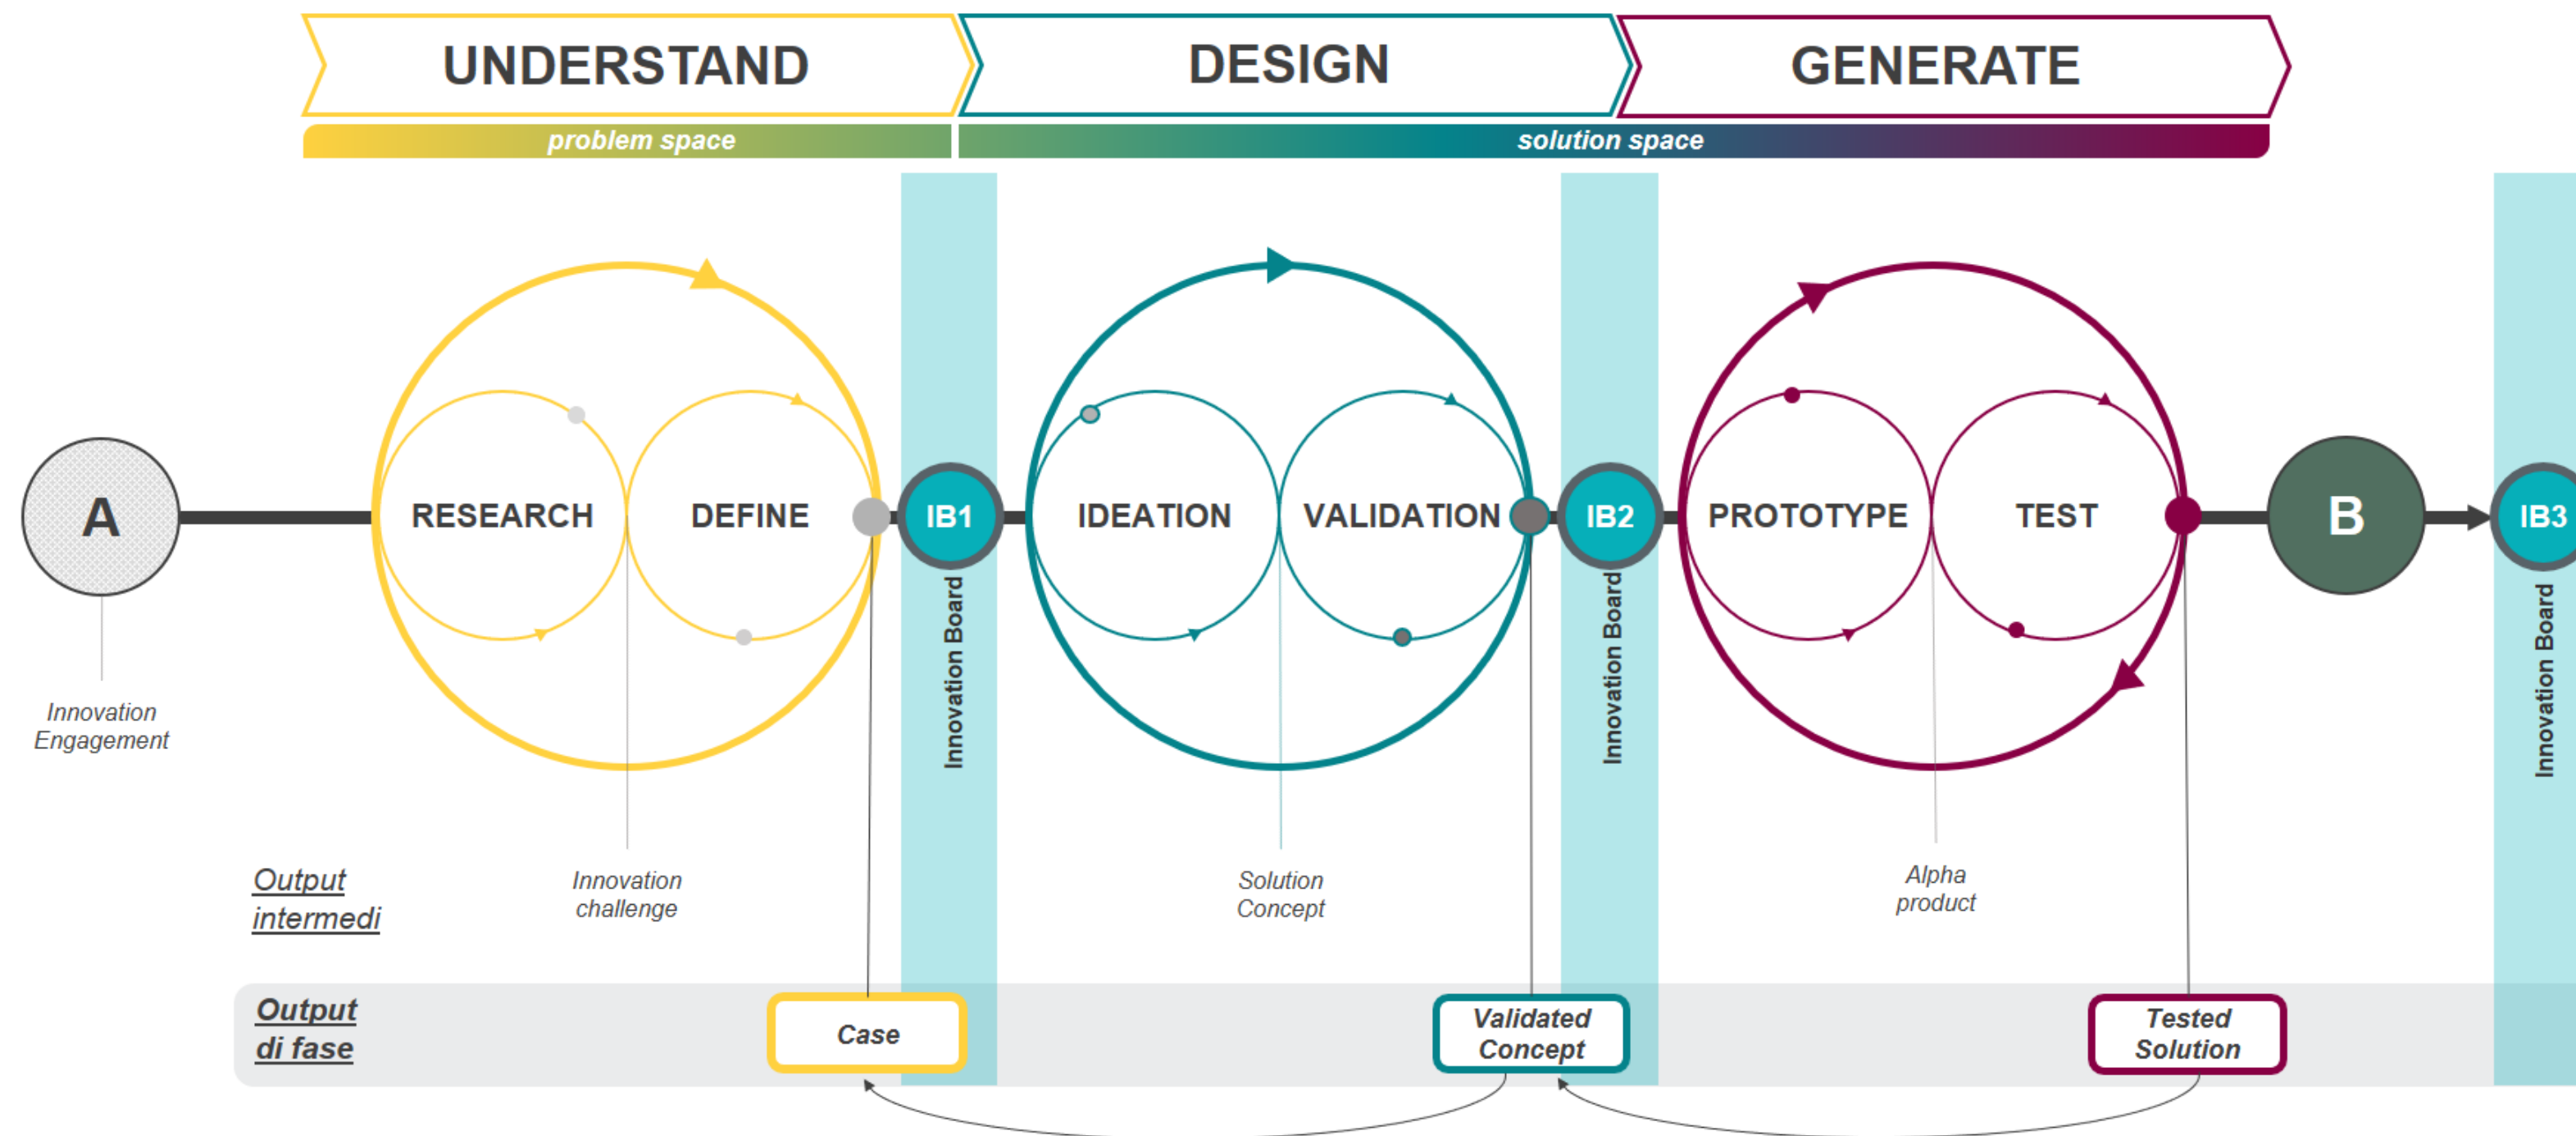 UNDERSTAND
DESIGN
GENERATE
problem space
solution space
A
RESEARCH
DEFINE
IB1
IDEATION
VALIDATION
IB2
PROTOTYPE
TEST
B
IB3
Innovation Board
Innovation Board
Innovation Board
Innovation
Engagement
Output
intermedi
Innovation
challenge
Solution
Concept
Alpha
product
Output
di fase
Case
Validated
Concept
Tested
Solution